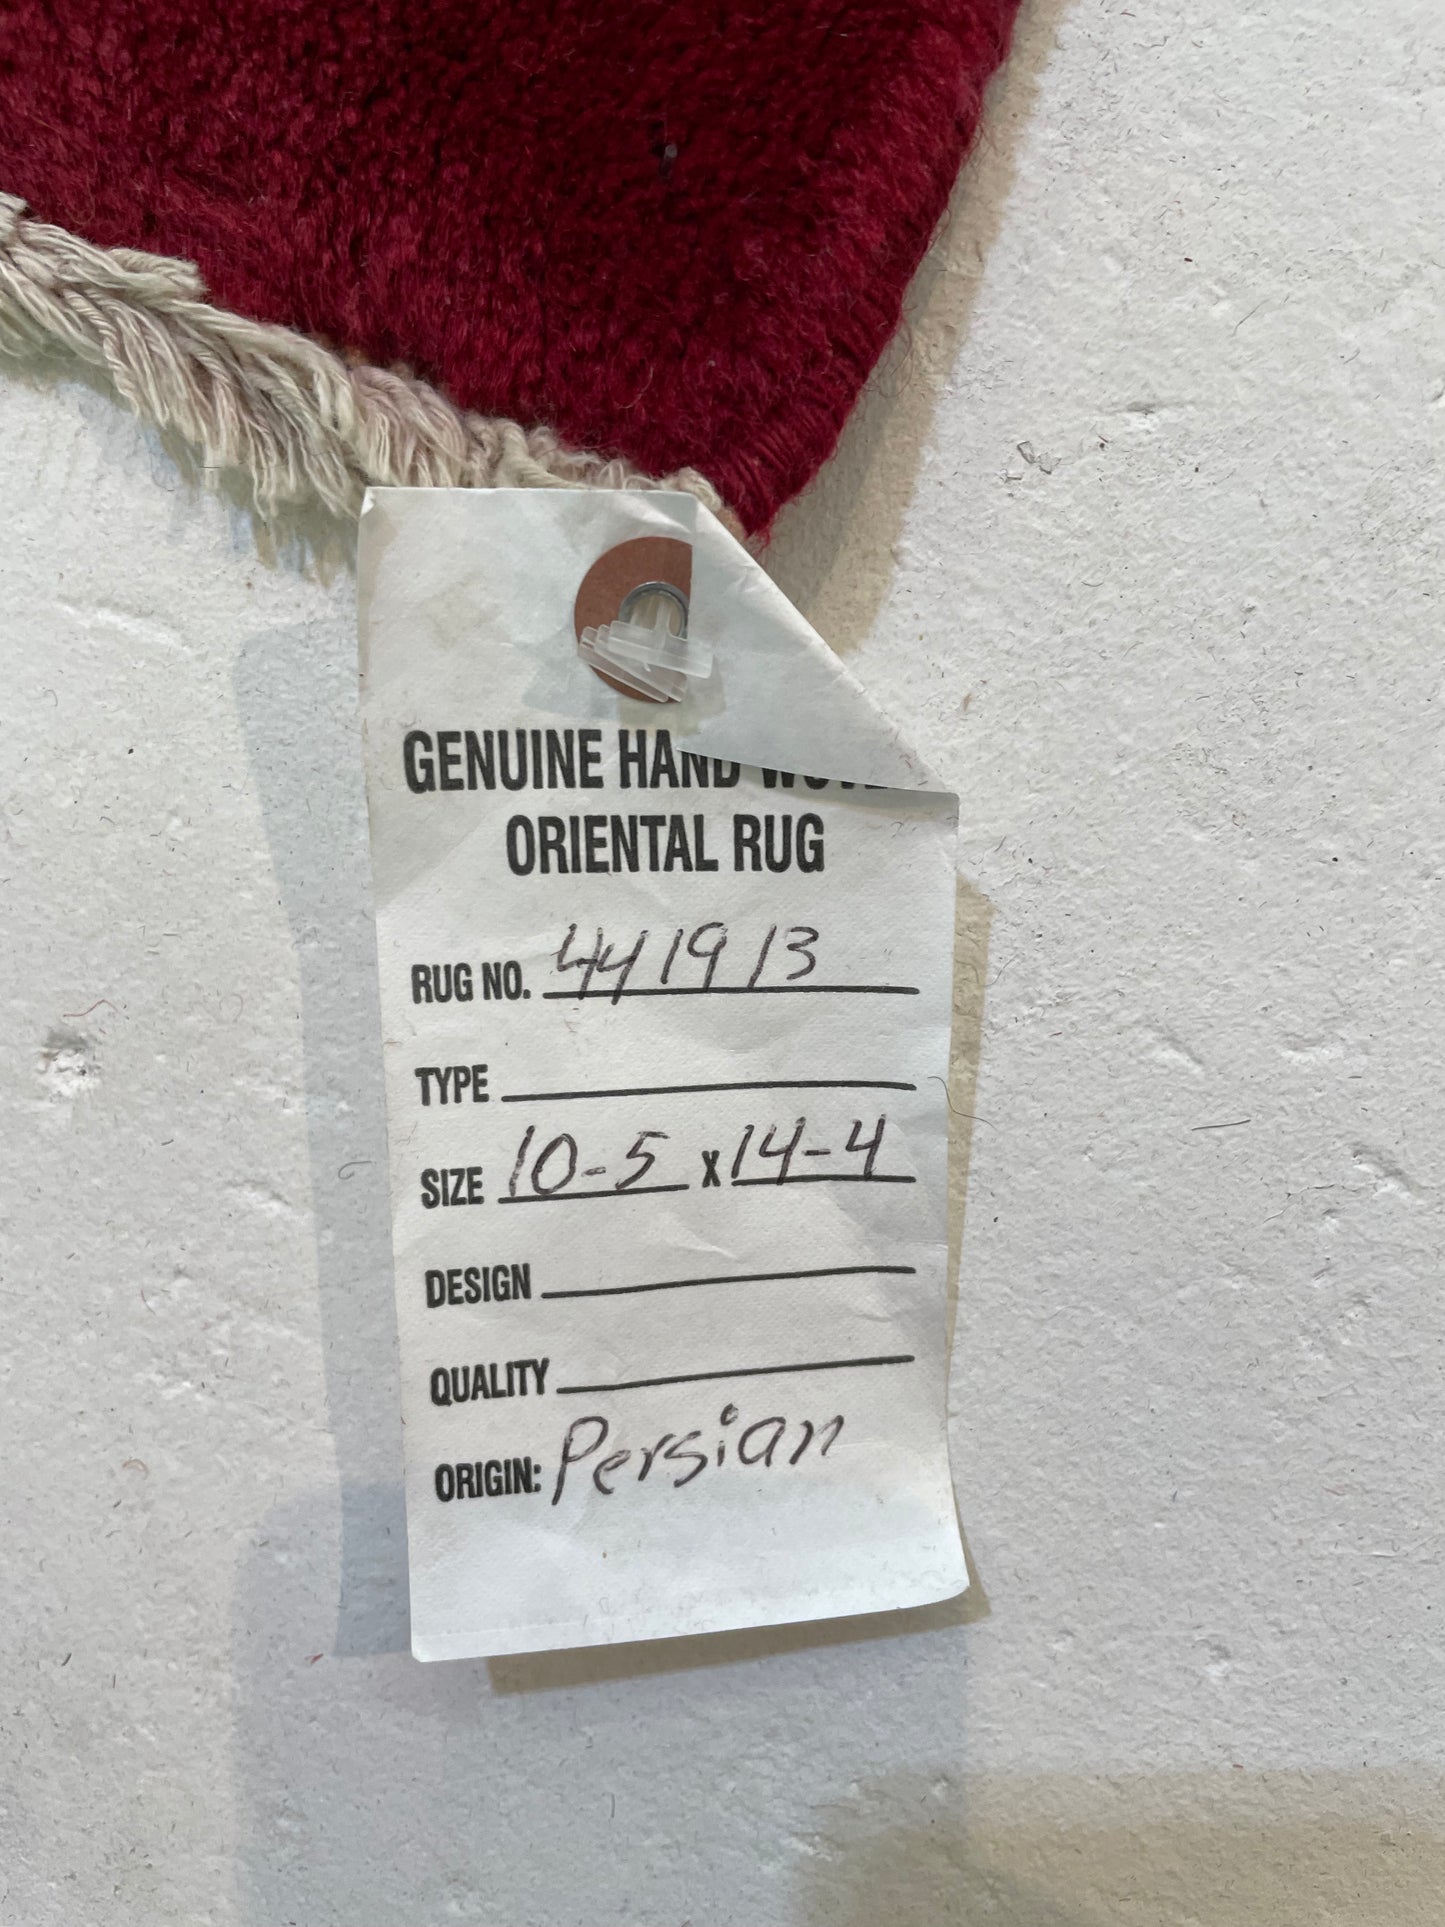 GENUINE HAND
ORIENTAL RUG
RUG NO. 441913
TYPE
SIZE 10-5 x 14-4
DESIGN
QUALITY
ORIGIN: Persian